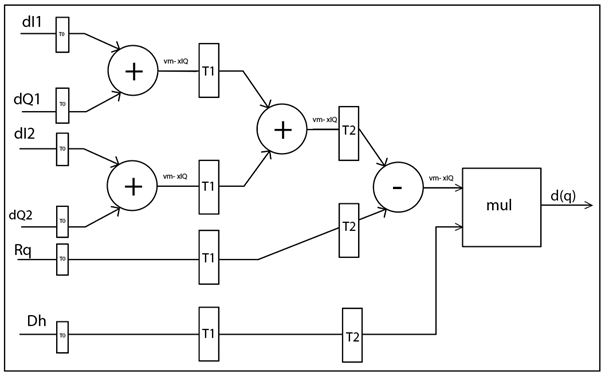 dI1
T0
dQ1
T0
dI2
T0
dQ2
T0
Rq
T0
Dh
T0
+
vm- xIQ
T1
+
vm- xIQ
T1
T1
T1
+
vm- xIQ
T2
T2
T2
-
vm- xIQ
mul
d(q)